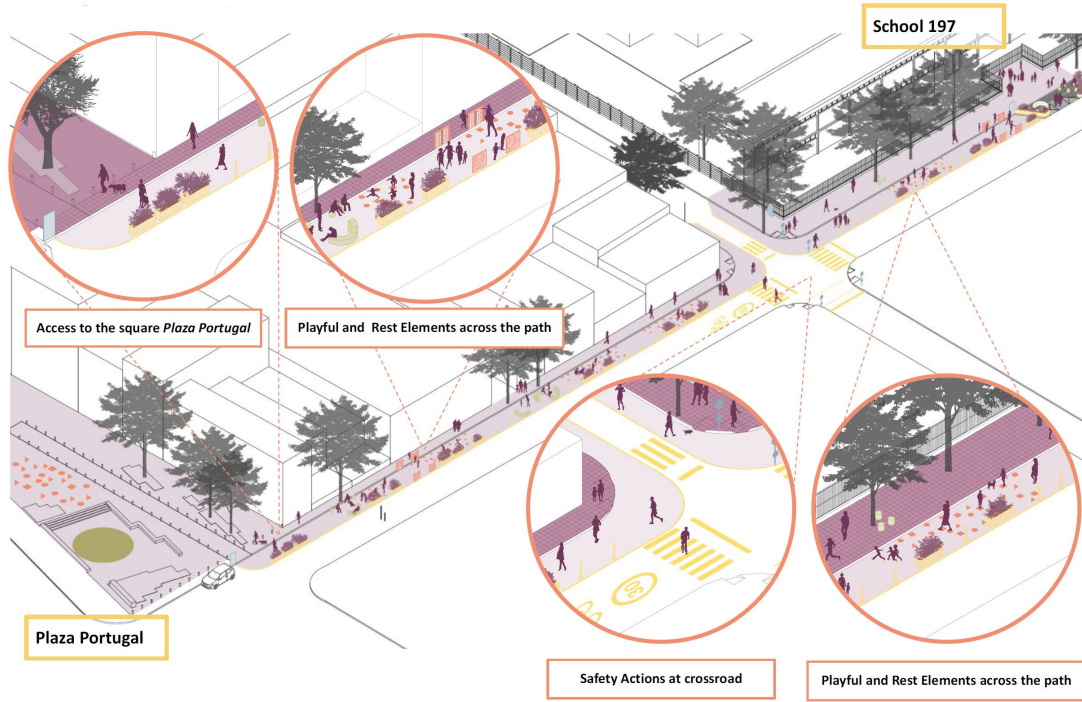 School 197
Access to the square Plaza Portugal
Playful and Rest Elements across the path
Plaza Portugal
30
Safety Actions at crossroad
Playful and Rest Elements across the path